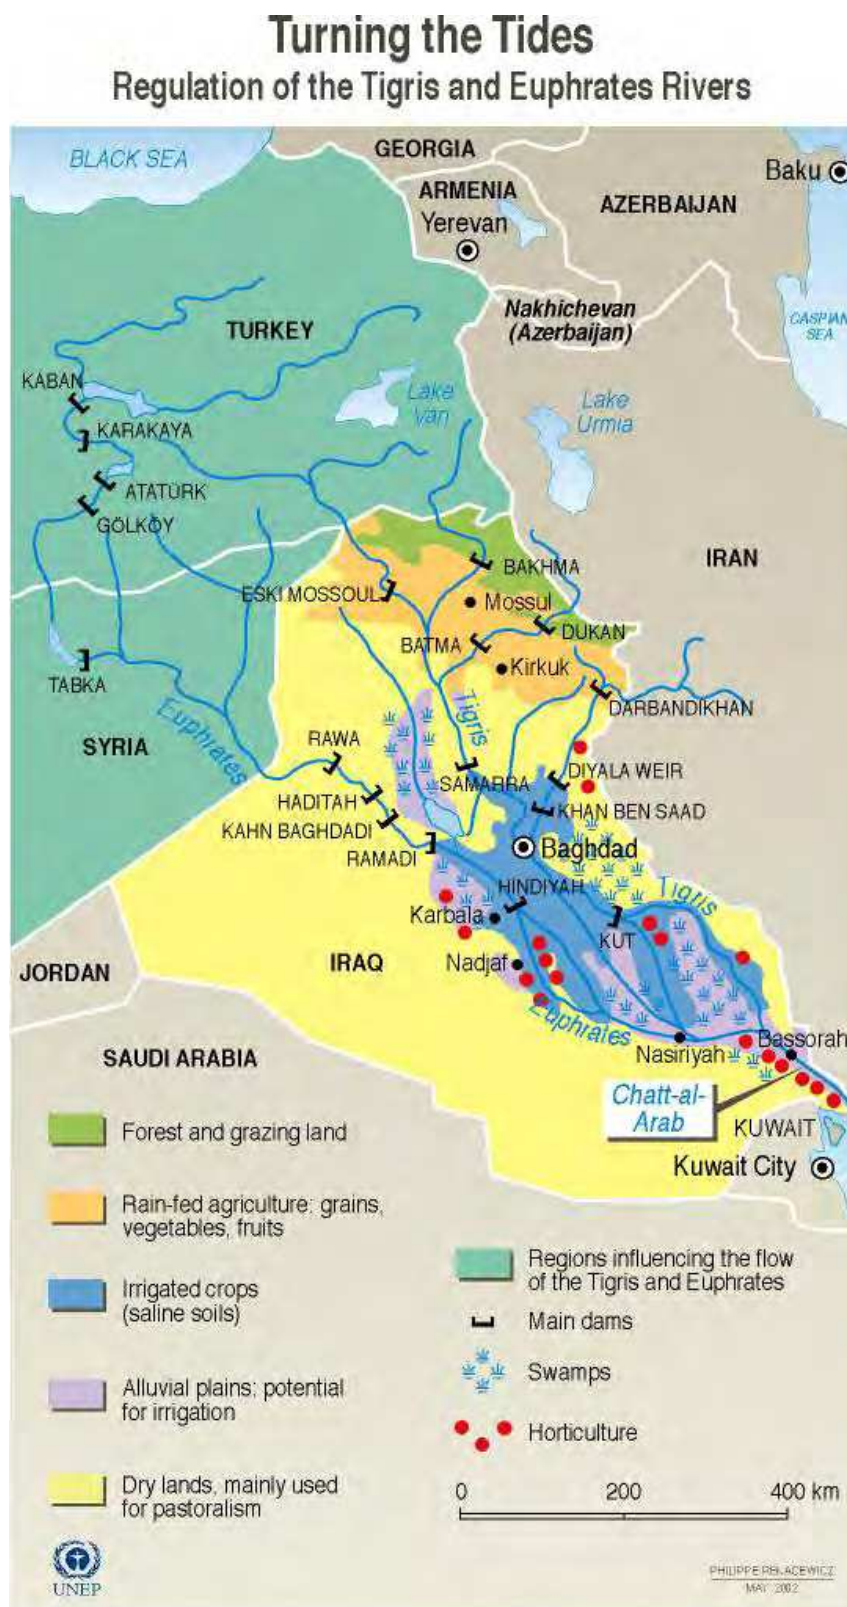 Turning the Tides
Regulation of the Tigris and Euphrates Rivers
BLACK SEA
GEORGIA
Baku
ARMENIA
Yerevan
AZERBAIJAN
Nakhichevan
(Azerbaijan)
CASPIAN
SEA
TURKEY
KABAN
Lake
Van
Lake
Urmia
KARAKAYA
ATATÜRK
GÖLKÖY
IRAN
BAKHMA
ESKI MOSSOUL
Mossul
DUKAN
BATMA
Kirkuk
TABKA
DARBANDIKHAN
Euphrates
Tigris
SYRIA
RAWA
DIYALA WEIR
SAMARRA
HADITAH
KHAN BEN SAAD
KAHN BAGHDADI
RAMADI
Baghdad
HINDIYAH
Tigris
Karbala
KUT
IRAQ
Nadjaf
JORDAN
Euphrates
Bassorah
Nasiriyah
SAUDI ARABIA
Chatt-al-
Arab
KUWAIT
Kuwait City
Forest and grazing land
Rain-fed agriculture: grains,
vegetables, fruits
Irrigated crops
(saline soils)
Alluvial plains; potential
for irrigation
Dry lands, mainly used
for pastoralism
Regions influencing the flow
of the Tigris and Euphrates
Main dams
Swamps
Horticulture
0 200 400 km
UNEP
PHILIPPE REKACEWICZ
MAY 2002